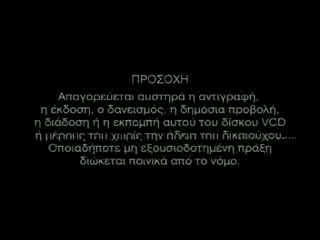 ΠΡΟΣΟΧΗ
Απαγορεύεται αυστηρά η αντιγραφή,
η έκδοση, ο δανεισμός, η δημόσια προβολή,
η διάδοση ή η εκπομπή αυτού του δίσκου VCD
ή μέρους του χωρίς την άδεια του δικαιούχου.....
Οποιαδήποτε μη εξουσιοδοτημένη πράξη
διώκεται ποινικά από το νόμο.